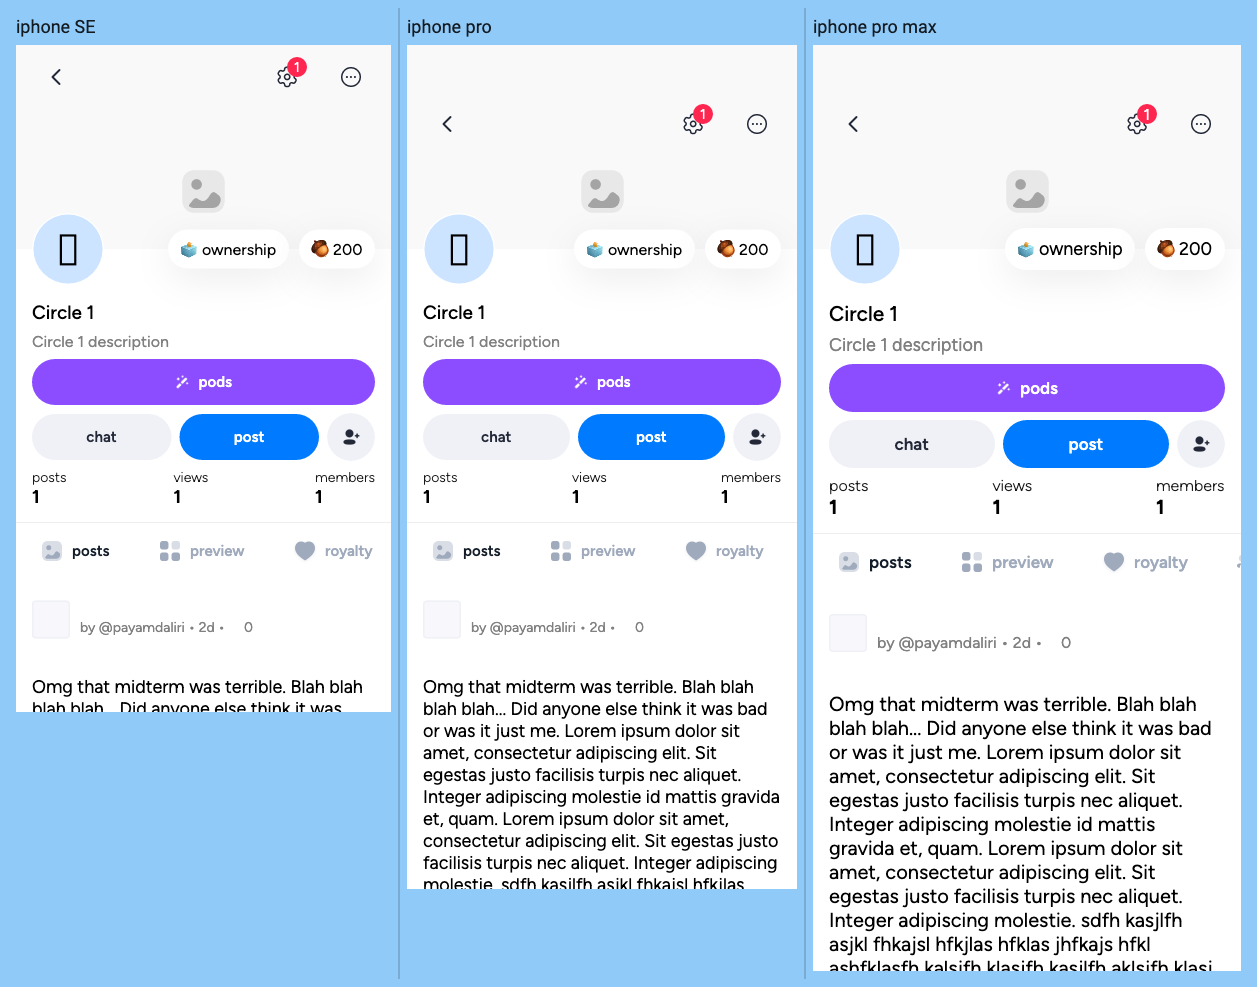 iphone SE
1
ownership
200
Circle 1
Circle 1 description
pods
chat
post
posts
views
members
1
1
1
posts
preview
royalty
by @payamdaliri • 2d • 0
Omg that midterm was terrible. Blah blah
blah blah... Did anyone else think it was
iphone pro
1
ownership
200
Circle 1
Circle 1 description
pods
chat
post
posts
views
members
1
1
1
posts
preview
royalty
by @payamdaliri • 2d • 0
Omg that midterm was terrible. Blah blah
blah blah... Did anyone else think it was bad
or was it just me. Lorem ipsum dolor sit
amet, consectetur adipiscing elit. Sit
egestas justo facilisis turpis nec aliquet.
Integer adipiscing molestie id mattis gravida
et, quam. Lorem ipsum dolor sit amet,
consectetur adipiscing elit. Sit egestas justo
facilisis turpis nec aliquet. Integer adipiscing
molestie. sdfh kasjlfh asjkl fhkajsl hfkjlas
iphone pro max
1
ownership
200
Circle 1
Circle 1 description
pods
chat
post
posts
views
members
1
1
1
posts
preview
royalty
by @payamdaliri • 2d • 0
Omg that midterm was terrible. Blah blah
blah blah... Did anyone else think it was bad
or was it just me. Lorem ipsum dolor sit
amet, consectetur adipiscing elit. Sit
egestas justo facilisis turpis nec aliquet.
Integer adipiscing molestie id mattis
gravida et, quam. Lorem ipsum dolor sit
amet, consectetur adipiscing elit. Sit
egestas justo facilisis turpis nec aliquet.
Integer adipiscing molestie. sdfh kasjlfh
asjkl fhkajsl hfkjlas hfklas jhfkajs hfkl